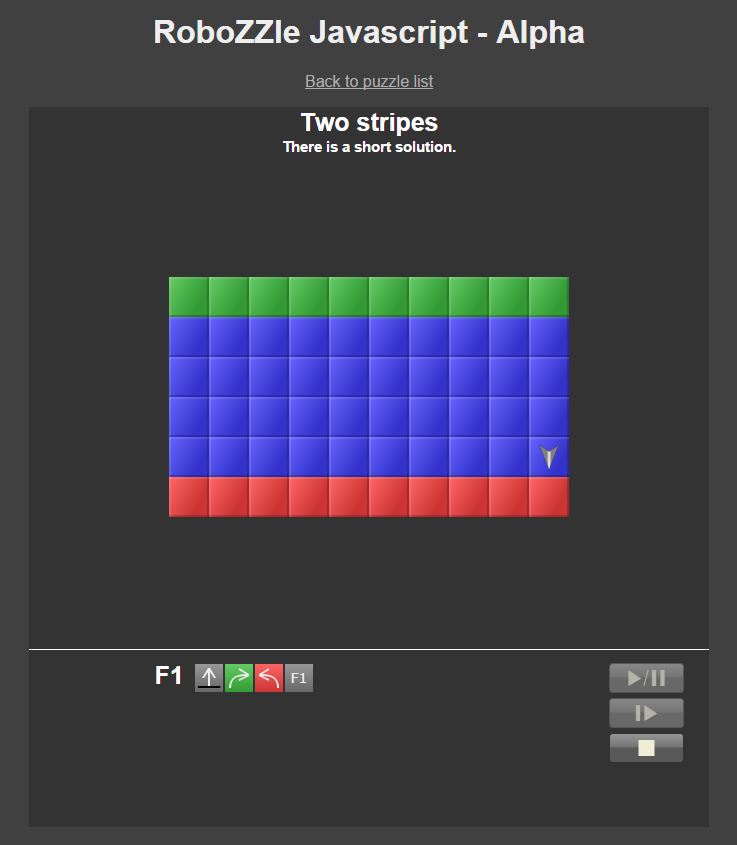 RoboZZle Javascript - Alpha
Back to puzzle list
Two stripes
There is a short solution.
F1 F1